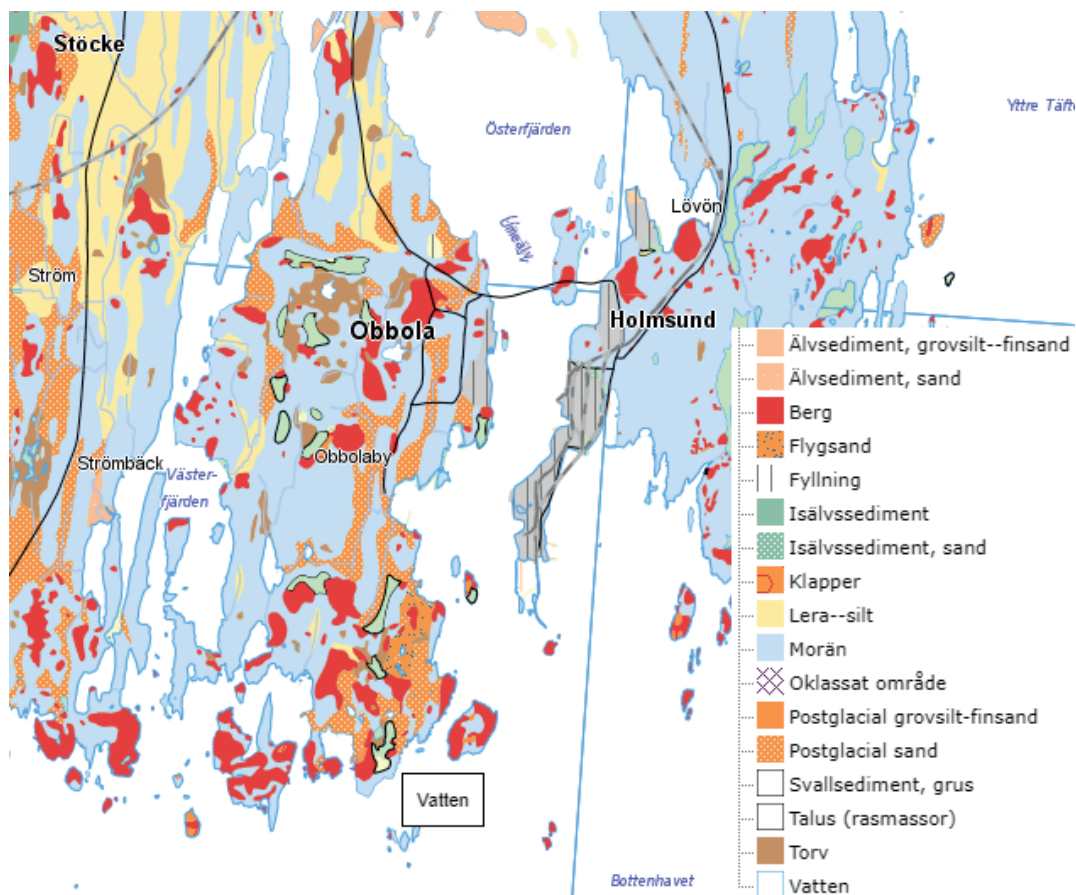 Stöcke
Österfjärden
Yttre Täfte
Umeälv
Lövön
Ström
Obbola
Holmsund
Obbolaby
Strömbäck
Väster-
fjärden
Vatten
Bottenhavet
Älvsediment, grovsilt--finsand
Älvsediment, sand
Berg
Flygsand
Fyllning
Isälvssediment
Isälvssediment, sand
Klapper
Lera--silt
Morän
Oklassat område
Postglacial grovsilt-finsand
Postglacial sand
Svallsediment, grus
Talus (rasmassor)
Torv
Vatten